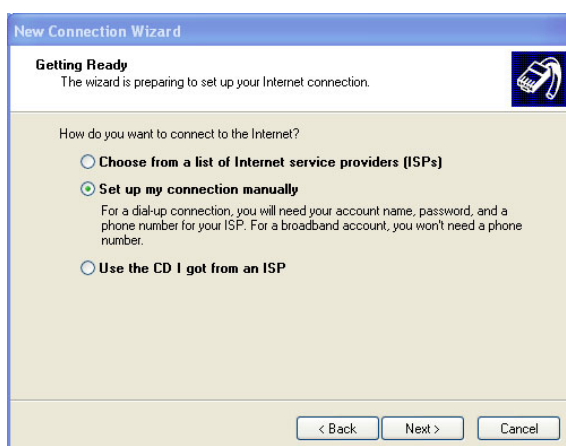 New Connection Wizard
Getting Ready
The wizard is preparing to set up your Internet connection.
How do you want to connect to the Internet?
Choose from a list of Internet service providers (ISPs)
Set up my connection manually
For a dial-up connection, you will need your account name, password, and a
phone number for your ISP. For a broadband account, you won't need a phone
number.
Use the CD I got from an ISP
< Back Next > Cancel